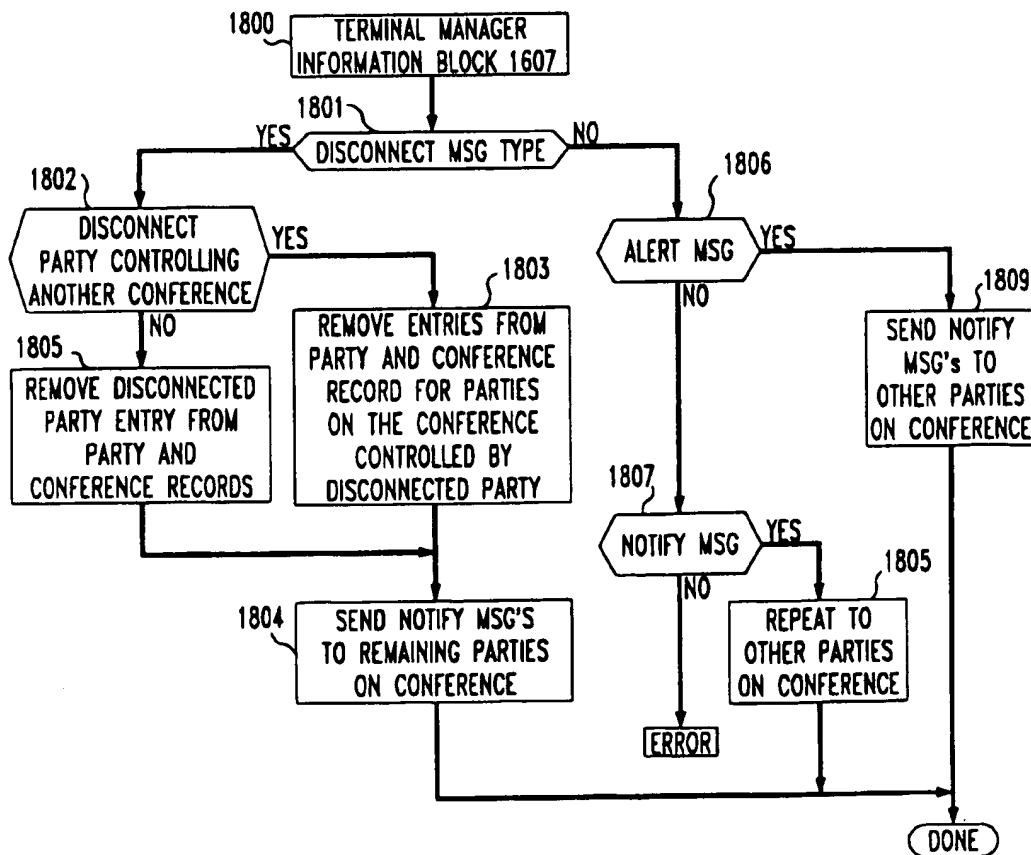 1800
TERMINAL MANAGER
INFORMATION BLOCK 1607
1801
YES
DISCONNECT MSG TYPE
NO
1802
DISCONNECT
PARTY CONTROLLING
ANOTHER CONFERENCE
YES
NO
1803
REMOVE ENTRIES FROM
PARTY AND CONFERENCE
RECORD FOR PARTIES
ON THE CONFERENCE
CONTROLLED BY
DISCONNECTED PARTY
1805
REMOVE DISCONNECTED
PARTY ENTRY FROM
PARTY AND
CONFERENCE RECORDS
1804
SEND NOTIFY MSG'S
TO REMAINING PARTIES
ON CONFERENCE
1806
ALERT MSG
YES
NO
1809
SEND NOTIFY
MSG's TO
OTHER PARTIES
ON CONFERENCE
1807
NOTIFY MSG
YES
NO
1805
REPEAT TO
OTHER PARTIES
ON CONFERENCE
ERROR
DONE